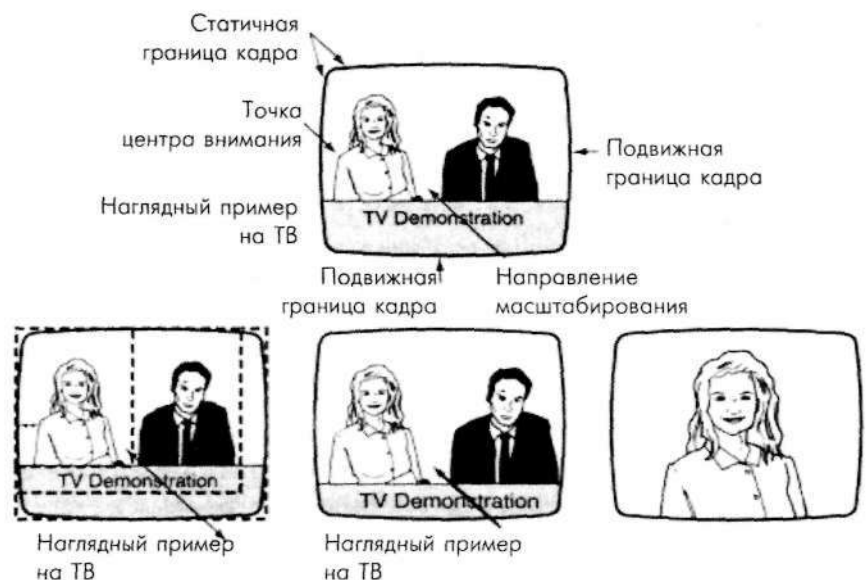 Статичная
граница кадра
Точка
центра внимания
Подвижная
граница кадра
Наглядный пример
на ТВ
TV Demonstration
Подвижная
граница кадра
Направление
масштабирования
TV Demonstration
Наглядный пример
на ТВ
TV Demonstration
Наглядный пример
на ТВ